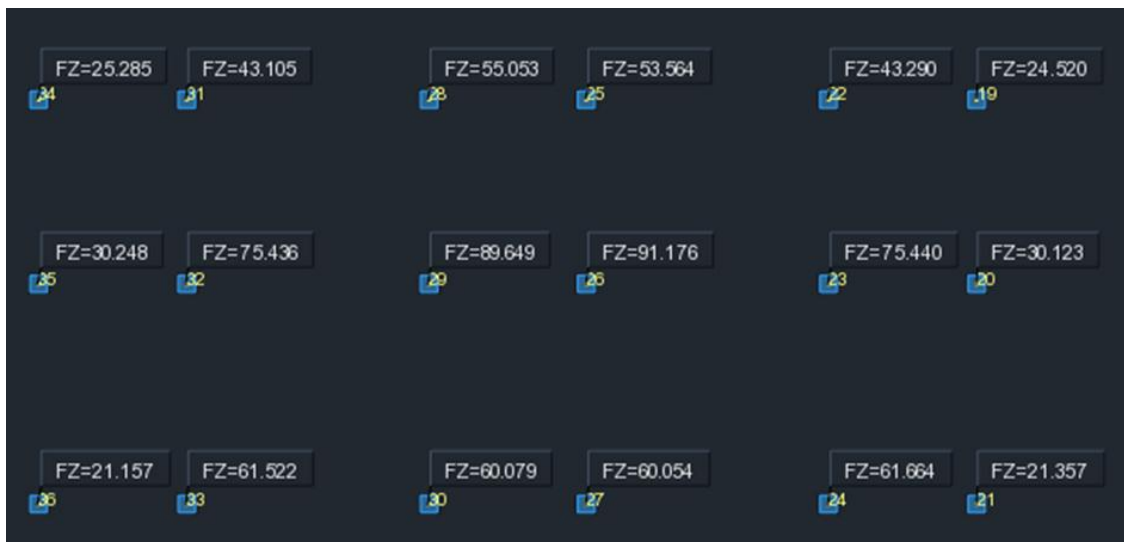 FZ=25.285 FZ=43.105 FZ=55.053 FZ=53.564 FZ=43.290 FZ=24.520
34 31 28 25 22 19
FZ=30.248 FZ=75.436 FZ=89.649 FZ=91.176 FZ=75.440 FZ=30.123
35 32 29 26 23 20
FZ=21.157 FZ=61.522 FZ=60.079 FZ=60.054 FZ=61.664 FZ=21.357
36 33 30 27 24 21